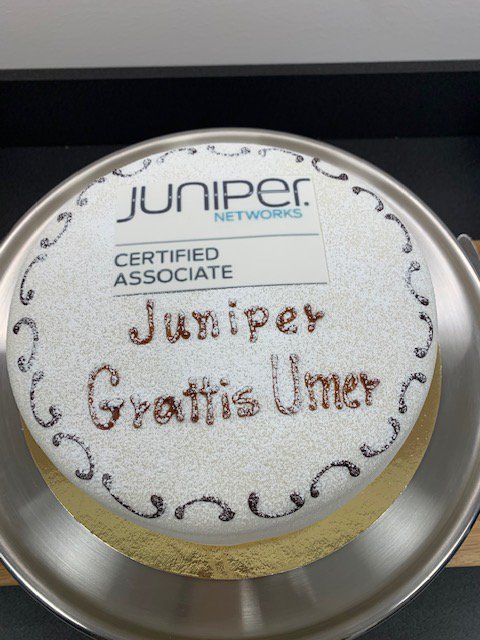 JUNIPER
NETWORKS
CERTIFIED
ASSOCIATE
Juniper
Grattis Umer